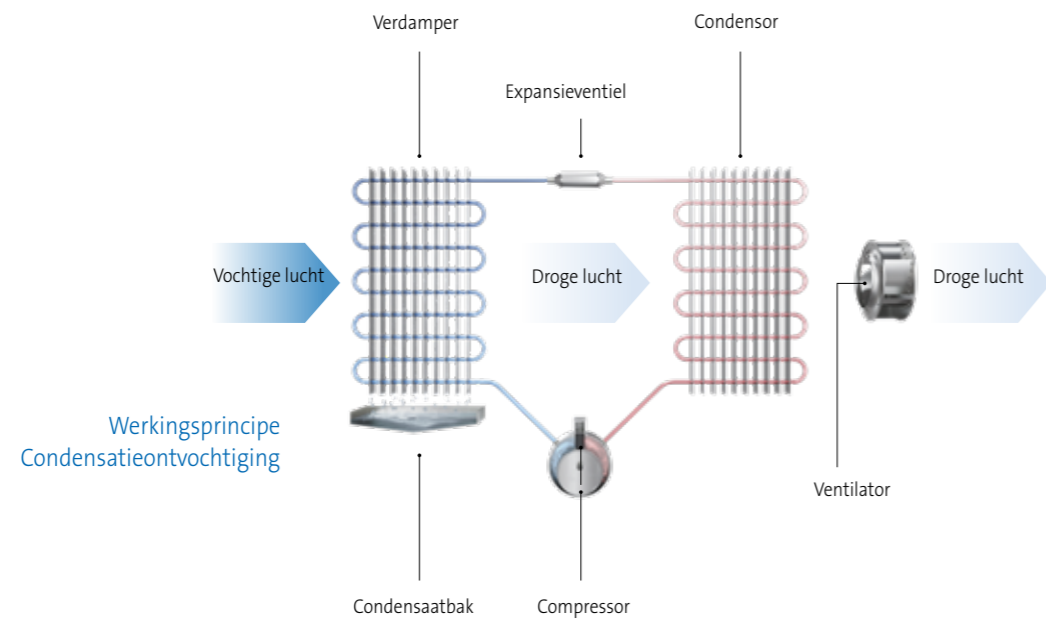 Verdamper
Condensor
Expansieventiel
Vochtige lucht
Droge lucht
Droge lucht
Werkingsprincipe
Condensatieontvochtiging
Ventilator
Condensaatbak
Compressor